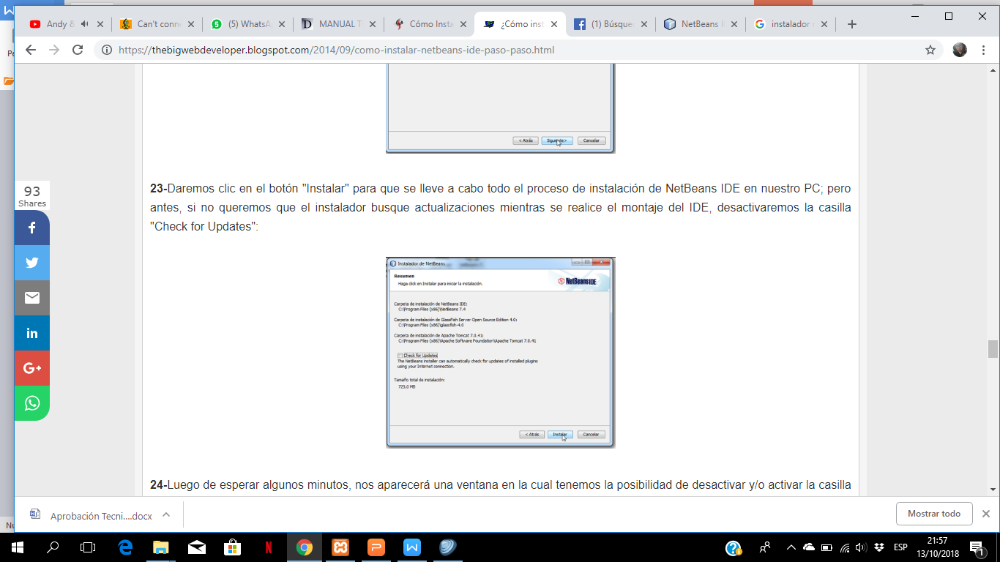 Andy &
Can't conn
(5) WhatsA
MANUAL T
Cómo Insta
¿Cómo inst
(1) Búsque
NetBeans I
instalador
https://thebigwebdeveloper.blogspot.com/2014/09/como-instalar-netbeans-ide-paso-paso.html
< Atrás
Siguiente >
Cancelar
93
Shares
23-Daremos clic en el botón "Instalar" para que se lleve a cabo todo el proceso de instalación de NetBeans IDE en nuestro PC; pero
antes, si no queremos que el instalador busque actualizaciones mientras se realice el montaje del IDE, desactivaremos la casilla
"Check for Updates":
Instalador de NetBeans
Resumen
Haga click en Instalar para iniciar la instalación.
NetBeans IDE
Carpeta de instalación de NetBeans IDE:
C:\Program Files (x86)\NetBeans 7.4
Carpeta de instalación de GlassFish Server Open Source Edition 4.0:
C:\Program Files (x86)\glassfish-4.0
Carpeta de instalación de Apache Tomcat 7.0.41:
C:\Program Files (x86)\Apache Software Foundation\Apache Tomcat 7.0.41
Check for Updates
The NetBeans installer can automatically check for updates of installed plugins
using your Internet connection.
Tamaño total de instalación:
725,0 MB
< Atrás
Instalar
Cancelar
24-Luego de esperar algunos minutos, nos aparecerá una ventana en la cual tenemos la posibilidad de desactivar y/o activar la casilla
Aprobación Tecni....docx
Mostrar todo
ESP
21:57
13/10/2018